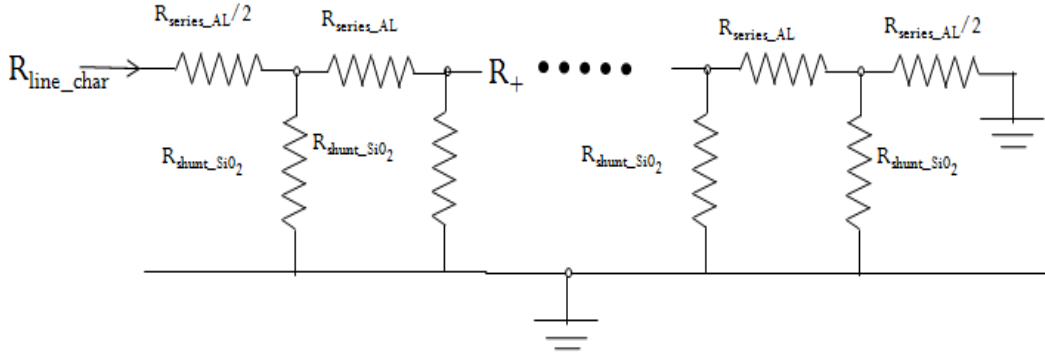 R_series_AL/2
R_series_AL
R_series_AL
R_series_AL/2
R_line_char
R_+
R_shunt_SiO₂
R_shunt_SiO₂
R_shunt_SiO₂
R_shunt_SiO₂